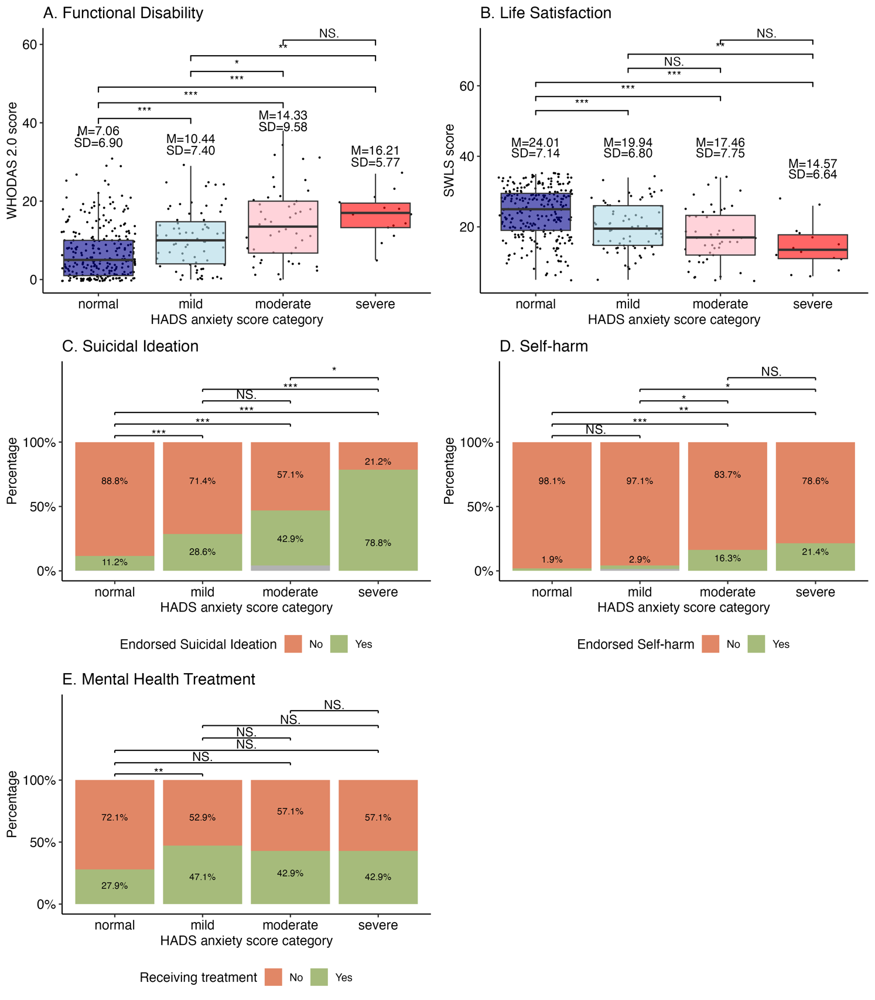 A. Functional Disability
NS.
**
*
***
***
***
M=7.06
SD=6.90
M=10.44
SD=7.40
M=14.33
SD=9.58
M=16.21
SD=5.77
WHODAS 2.0 score
60
40
20
0
normal mild moderate severe
HADS anxiety score category
B. Life Satisfaction
NS.
**
NS.
***
***
***
M=24.01
SD=7.14
M=19.94
SD=6.80
M=17.46
SD=7.75
M=14.57
SD=6.64
SWLS score
60
40
20
normal mild moderate severe
HADS anxiety score category
C. Suicidal Ideation
*
***
NS.
***
***
***
Percentage
100%
50%
0%
88.8% 71.4% 57.1% 21.2%
11.2% 28.6% 42.9% 78.8%
normal mild moderate severe
HADS anxiety score category
Endorsed Suicidal Ideation No Yes
D. Self-harm
NS.
*
*
**
***
NS.
Percentage
100%
50%
0%
98.1% 97.1% 83.7% 78.6%
1.9% 2.9% 16.3% 21.4%
normal mild moderate severe
HADS anxiety score category
Endorsed Self-harm No Yes
E. Mental Health Treatment
NS.
NS.
NS.
NS.
NS.
**
Percentage
100%
50%
0%
72.1% 52.9% 57.1% 57.1%
27.9% 47.1% 42.9% 42.9%
normal mild moderate severe
HADS anxiety score category
Receiving treatment No Yes